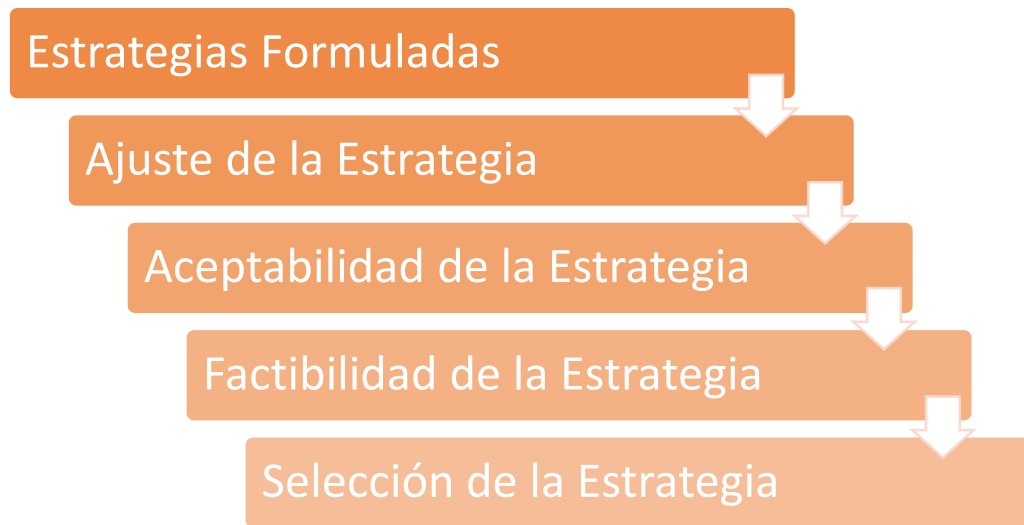 Estrategias Formuladas
Ajuste de la Estrategia
Aceptabilidad de la Estrategia
Factibilidad de la Estrategia
Selección de la Estrategia